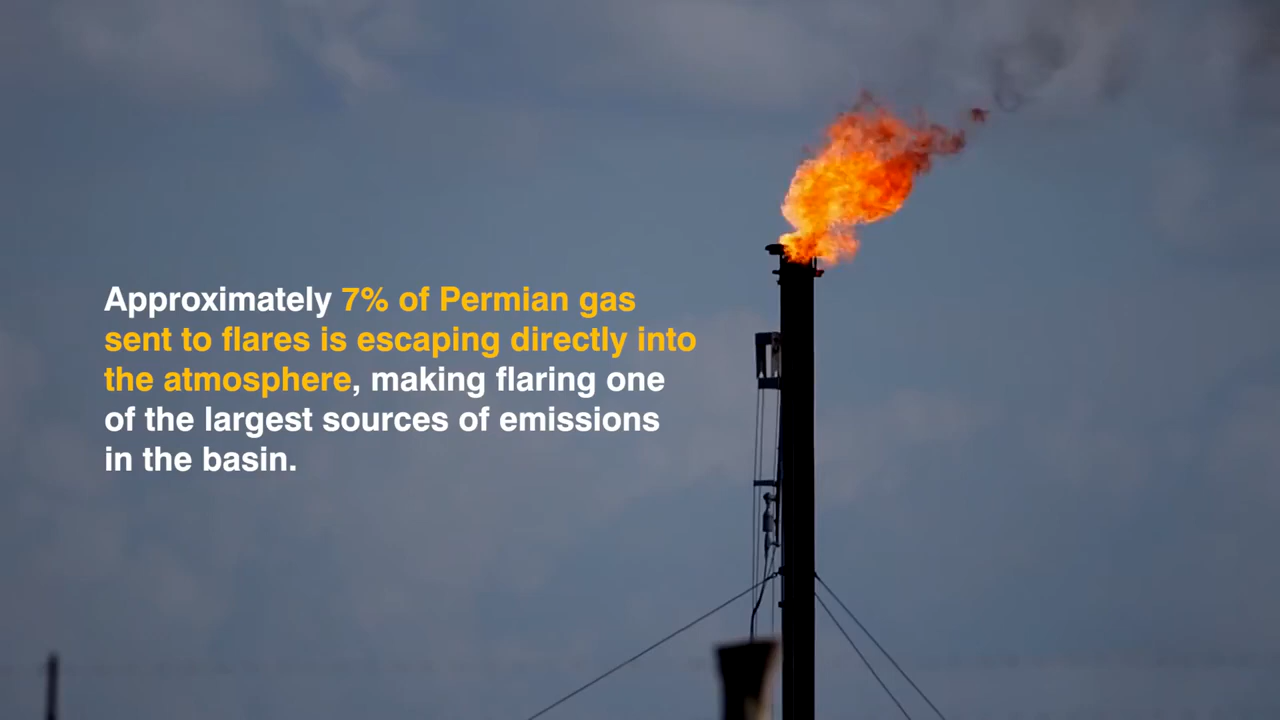 Approximately 7% of Permian gas
sent to flares is escaping directly into
the atmosphere, making flaring one
of the largest sources of emissions
in the basin.